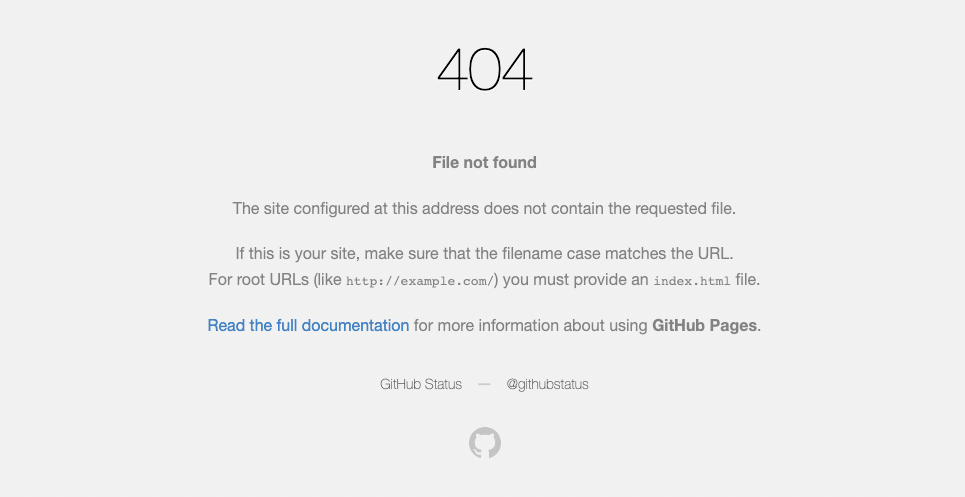 404
File not found
The site configured at this address does not contain the requested file.
If this is your site, make sure that the filename case matches the URL.
For root URLs (like http://example.com/) you must provide an index.html file.
Read the full documentation for more information about using GitHub Pages.
GitHub Status — @githubstatus